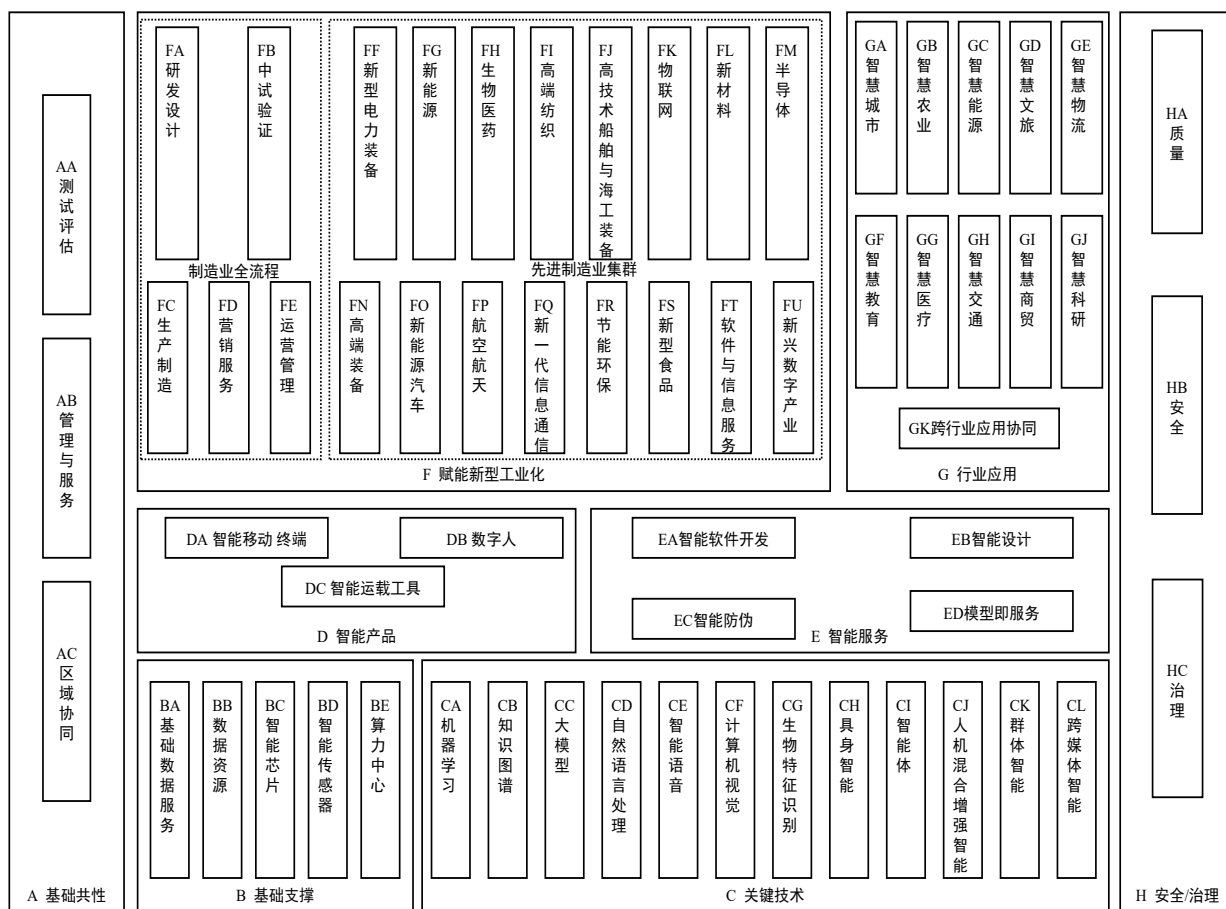 AA测试评估
AB管理与服务
AC区域协同
A 基础共性
FA研发设计
FB中试验证
制造业全流程
FC生产制造
FD营销服务
FE运营管理
FF新型电力装备
FG新能源
FH生物医药
FI高端纺织
FJ高技术船舶与海工装备
FK物联网
FL新材料
FM半导体
先进制造业集群
FN高端装备
FO新能源汽车
FP航空航天
FQ新一代信息通信
FR节能环保
FS新型食品
FT软件与信息服务
FU新兴数字产业
F 赋能新型工业化
GA智慧城市
GB智慧农业
GC智慧能源
GD智慧文旅
GE智慧物流
GF智慧教育
GG智慧医疗
GH智慧交通
GI智慧商贸
GJ智慧科研
GK跨行业应用协同
G 行业应用
DA 智能移动 终端
DB 数字人
DC 智能运载工具
D 智能产品
EA智能软件开发
EB智能设计
EC智能防伪
ED模型即服务
E 智能服务
BA基础数据服务
BB数据资源
BC智能芯片
BD智能传感器
BE算力中心
B 基础支撑
CA机器学习
CB知识图谱
CC大模型
CD自然语言处理
CE智能语音
CF计算机视觉
CG生物特征识别
CH具身智能
CI智能体
CJ人机混合增强智能
CK群体智能
CL跨媒体智能
C 关键技术
HA质量
HB安全
HC治理
H 安全/治理